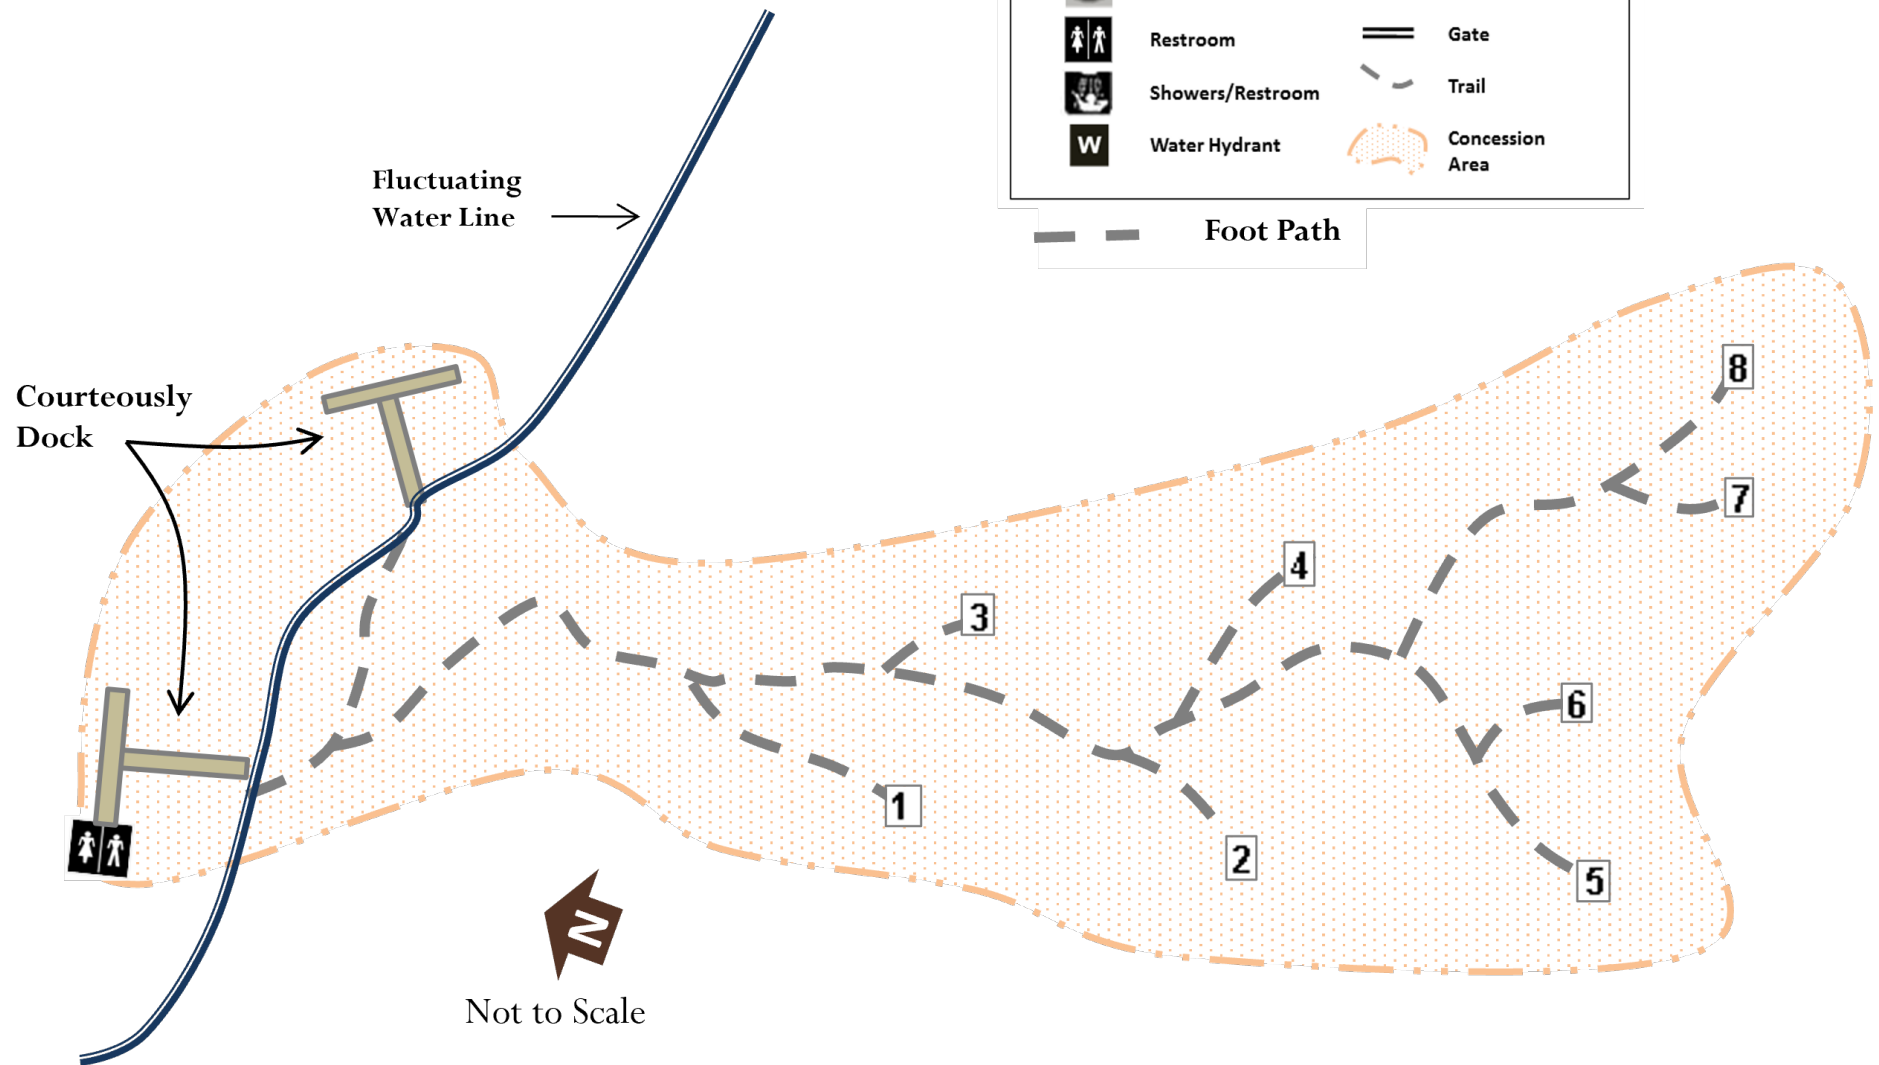 Restroom
Gate
Showers/Restroom
Trail
W
Water Hydrant
Concession
Area
Foot Path
Fluctuating
Water Line
Courteously
Dock
8
7
4
3
6
1
2
5
N
Not to Scale